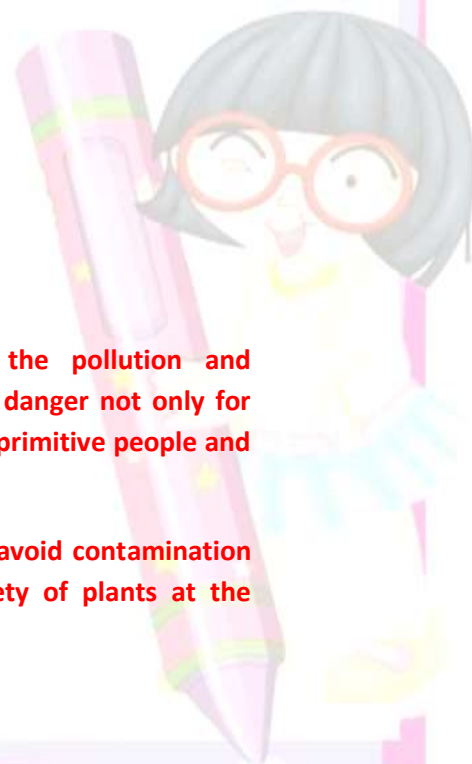 the pollution and
danger not only for
primitive people and
avoid contamination
ety of plants at the